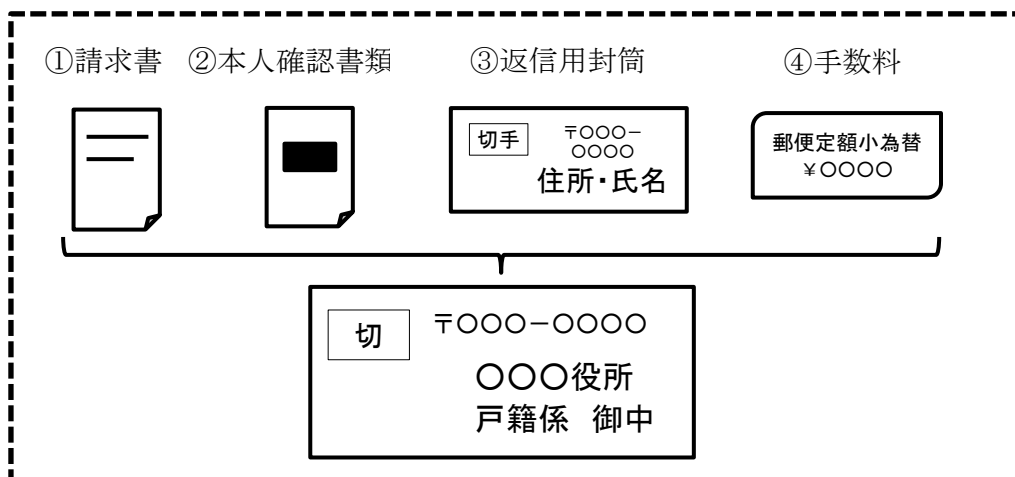 ①請求書 ②本人確認書類 ③返信用封筒 ④手数料
切手
〒〇〇〇－
〇〇〇〇
住所・氏名
郵便定額小為替
￥〇〇〇〇
切
〒〇〇〇－〇〇〇〇
〇〇〇役所
戸籍係 御中